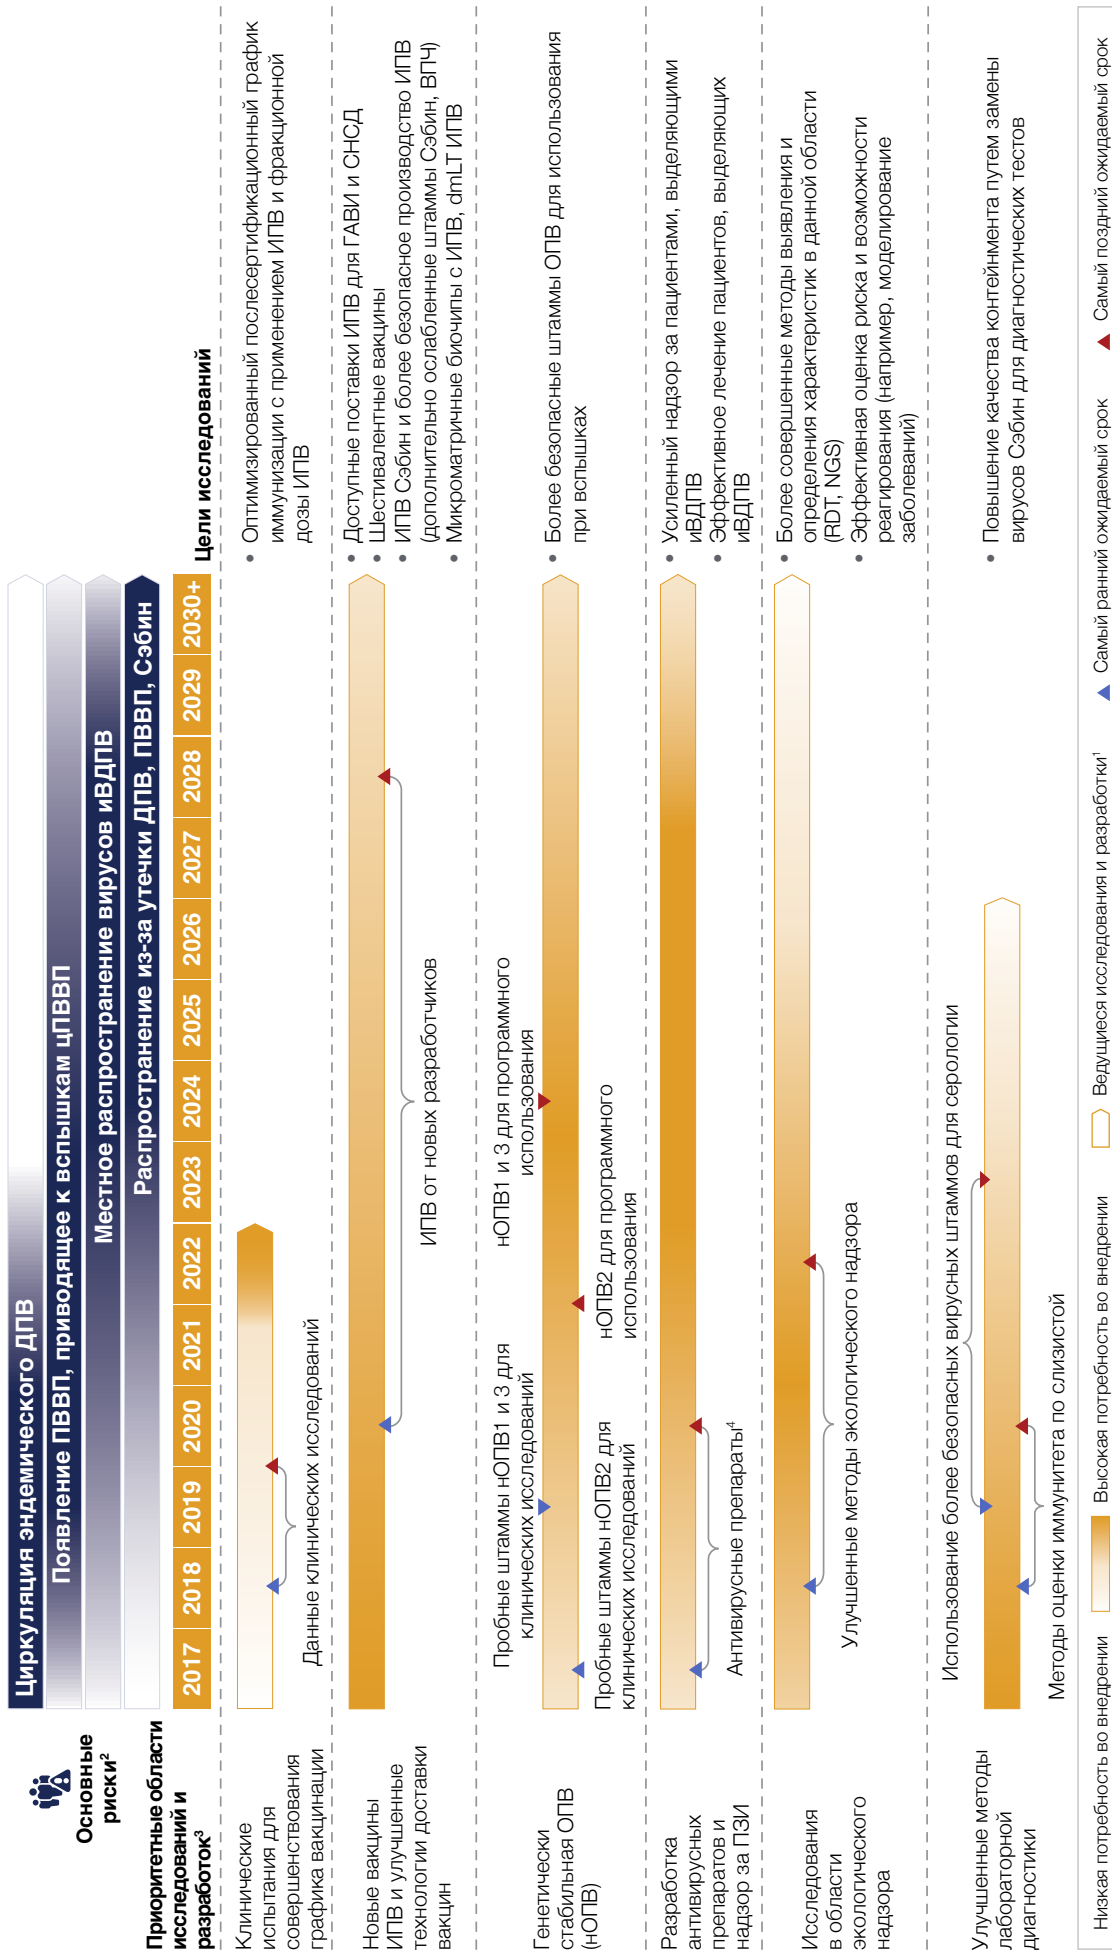 Основные
риски²
Циркуляция эндемического ДПВ
Появление ПВВП, приводящее к вспышкам цПВВП
Местное распространение вирусов иВДПВ
Распространение из-за утечки ДПВ, ПВВП, Сэбин
Приоритетные области
исследований и
разработок³
2017 2018 2019 2020 2021 2022 2023 2024 2025 2026 2027 2028 2029 2030+
Цели исследований
Клинические
испытания для
совершенствования
графика вакцинации
Данные клинических исследований
• Оптимизированный послесертификационный график
иммунизации с применением ИПВ и фракционной
дозы ИПВ
Новые вакцины
ИПВ и улучшенные
технологии доставки
вакцин
ИПВ от новых разработчиков
• Доступные поставки ИПВ для ГАВИ и СНСД
• Шестивалентные вакцины
• ИПВ Сэбин и более безопасное производство ИПВ
(дополнительно ослабленные штаммы Сэбин, ВПЧ)
• Микроматричные биочипы с ИПВ, dmLT ИПВ
Генетически
стабильная ОПВ
(нОПВ)
Пробные штаммы нОПВ1 и 3 для
клинических исследований
нОПВ1 и 3 для программного
использования
Пробные штаммы нОПВ2 для
клинических исследований
нОПВ2 для программного
использования
• Более безопасные штаммы ОПВ для использования
при вспышках
Разработка
антивирусных
препаратов и
надзор за ПЗИ
Антивирусные препараты⁴
• Усиленный надзор за пациентами, выделяющими
иВДПВ
• Эффективное лечение пациентов, выделяющих
иВДПВ
Исследования
в области
экологического
надзора
Улучшенные методы экологического надзора
• Более совершенные методы выявления и
определения характеристик в данной области
(RDT, NGS)
• Эффективная оценка риска и возможности
реагирования (например, моделирование
заболеваний)
Улучшенные методы
лабораторной
диагностики
Использование более безопасных вирусных штаммов для серологии
Методы оценки иммунитета по слизистой
• Повышение качества контейнмента путем замены
вирусов Сэбин для диагностических тестов
Низкая потребность во внедрении
Высокая потребность во внедрении
Ведущиеся исследования и разработки¹
Самый ранний ожидаемый срок
Самый поздний ожидаемый срок